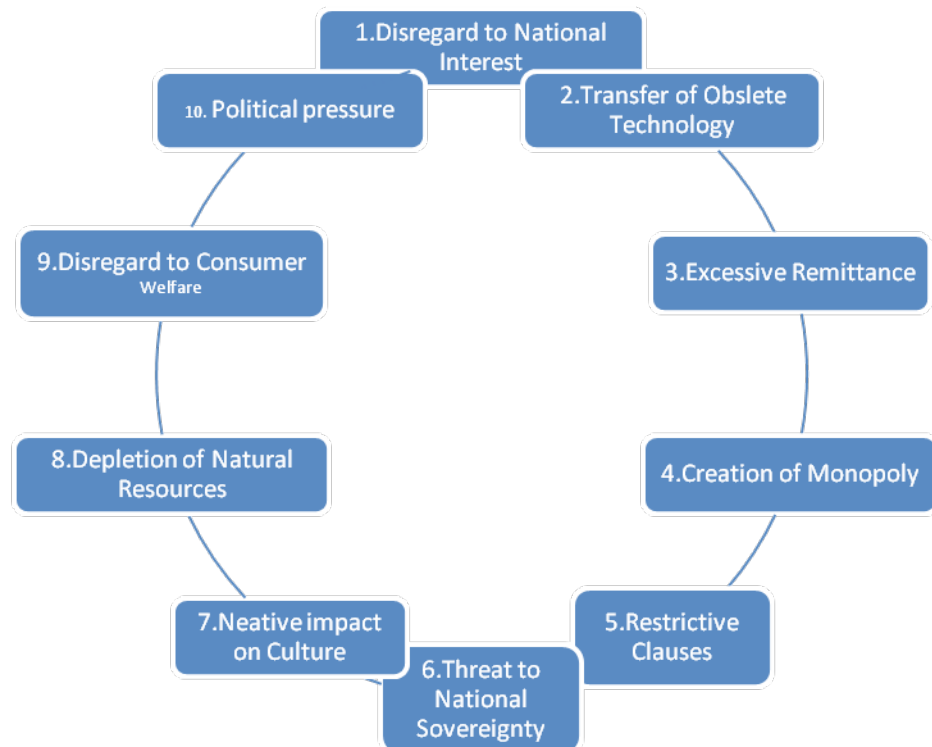 1.Disregard to National
Interest
2.Transfer of Obslete
Technology
3.Excessive Remittance
4.Creation of Monopoly
5.Restrictive
Clauses
6.Threat to
National
Sovereignty
7.Neative impact
on Culture
8.Depletion of Natural
Resources
9.Disregard to Consumer
Welfare
10. Political pressure